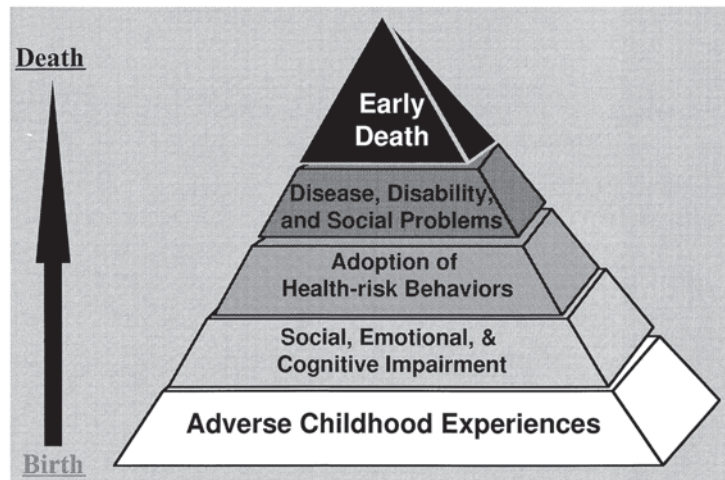 Death
Early
Death
Disease, Disability,
and Social Problems
Adoption of
Health-risk Behaviors
Social, Emotional, &
Cognitive Impairment
Adverse Childhood Experiences
Birth